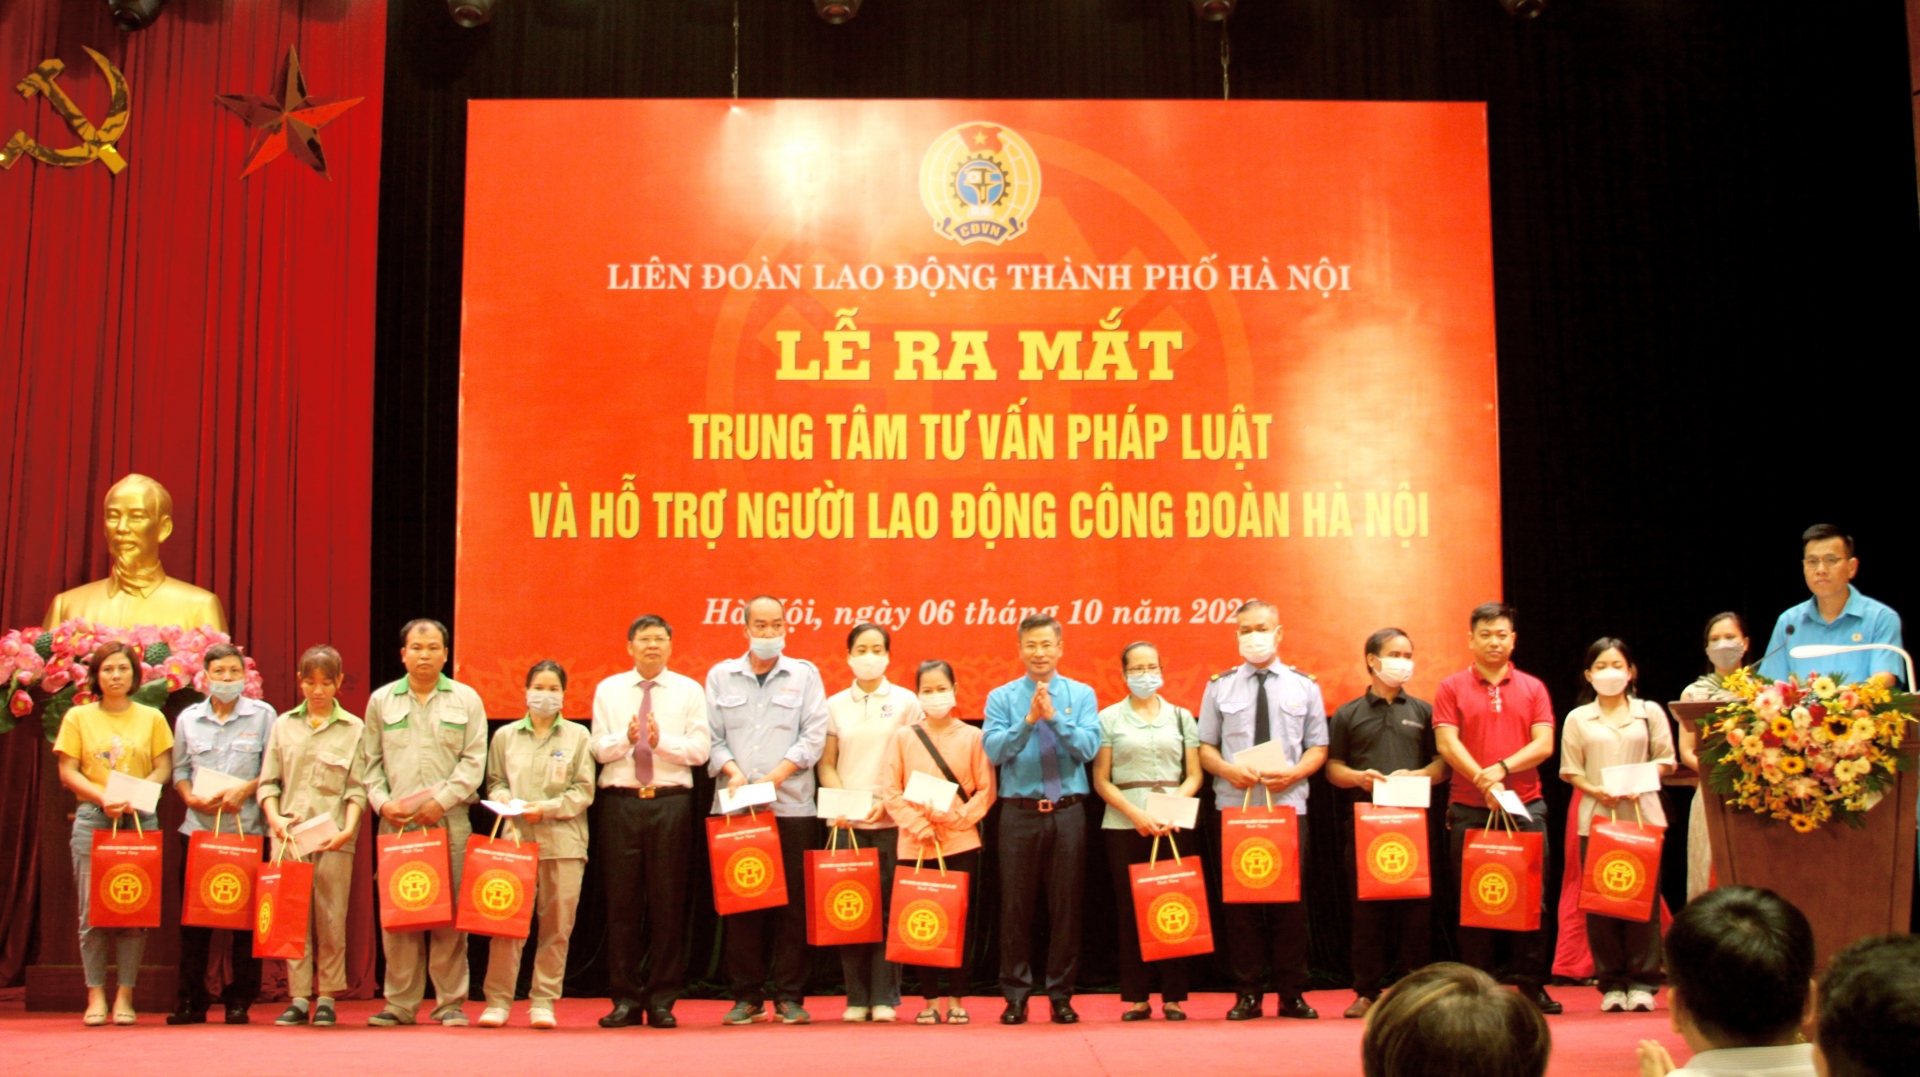 CĐVN
LIÊN ĐOÀN LAO ĐỘNG THÀNH PHỐ HÀ NỘI
LỄ RA MẮT
TRUNG TÂM TƯ VẤN PHÁP LUẬT
VÀ HỖ TRỢ NGƯỜI LAO ĐỘNG CÔNG ĐOÀN HÀ NỘI
Hà Nội, ngày 06 tháng 10 năm